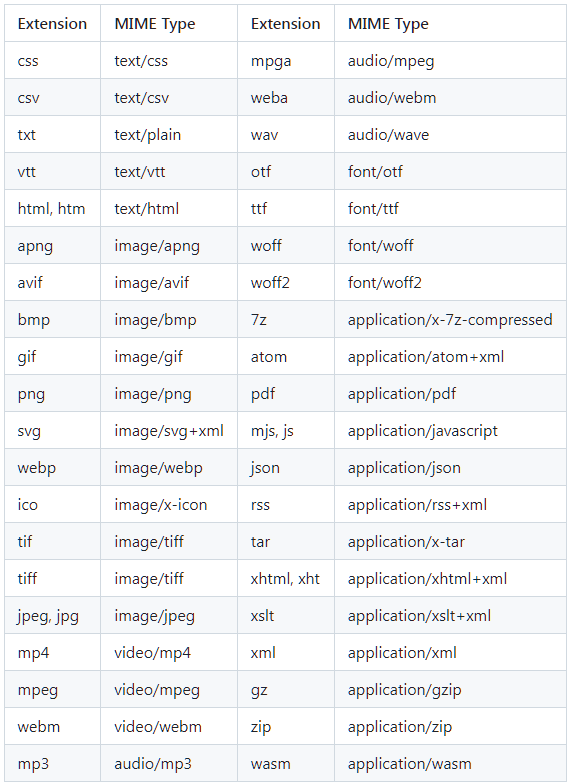 Extension MIME Type Extension MIME Type
css text/css mpga audio/mpeg
csv text/csv weba audio/webm
txt text/plain wav audio/wave
vtt text/vtt otf font/otf
html, htm text/html ttf font/ttf
apng image/apng woff font/woff
avif image/avif woff2 font/woff2
bmp image/bmp 7z application/x-7z-compressed
gif image/gif atom application/atom+xml
png image/png pdf application/pdf
svg image/svg+xml mjs, js application/javascript
webp image/webp json application/json
ico image/x-icon rss application/rss+xml
tif image/tiff tar application/x-tar
tiff image/tiff xhtml, xht application/xhtml+xml
jpeg, jpg image/jpeg xslt application/xslt+xml
mp4 video/mp4 xml application/xml
mpeg video/mpeg gz application/gzip
webm video/webm zip application/zip
mp3 audio/mp3 wasm application/wasm